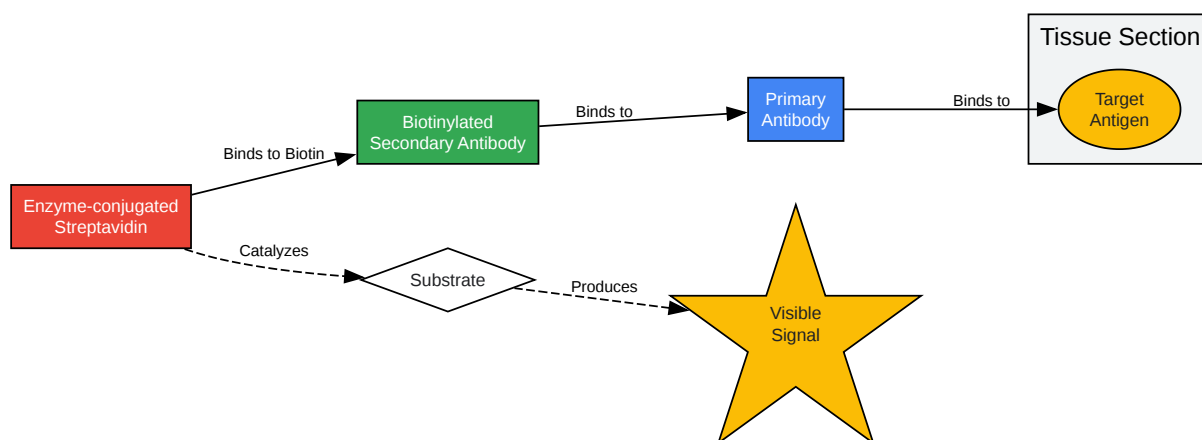 Tissue Section
Target
Antigen
Binds to
Primary
Antibody
Binds to
Biotinylated
Secondary Antibody
Binds to Biotin
Enzyme-conjugated
Streptavidin
Catalyzes
Substrate
Produces
Visible
Signal